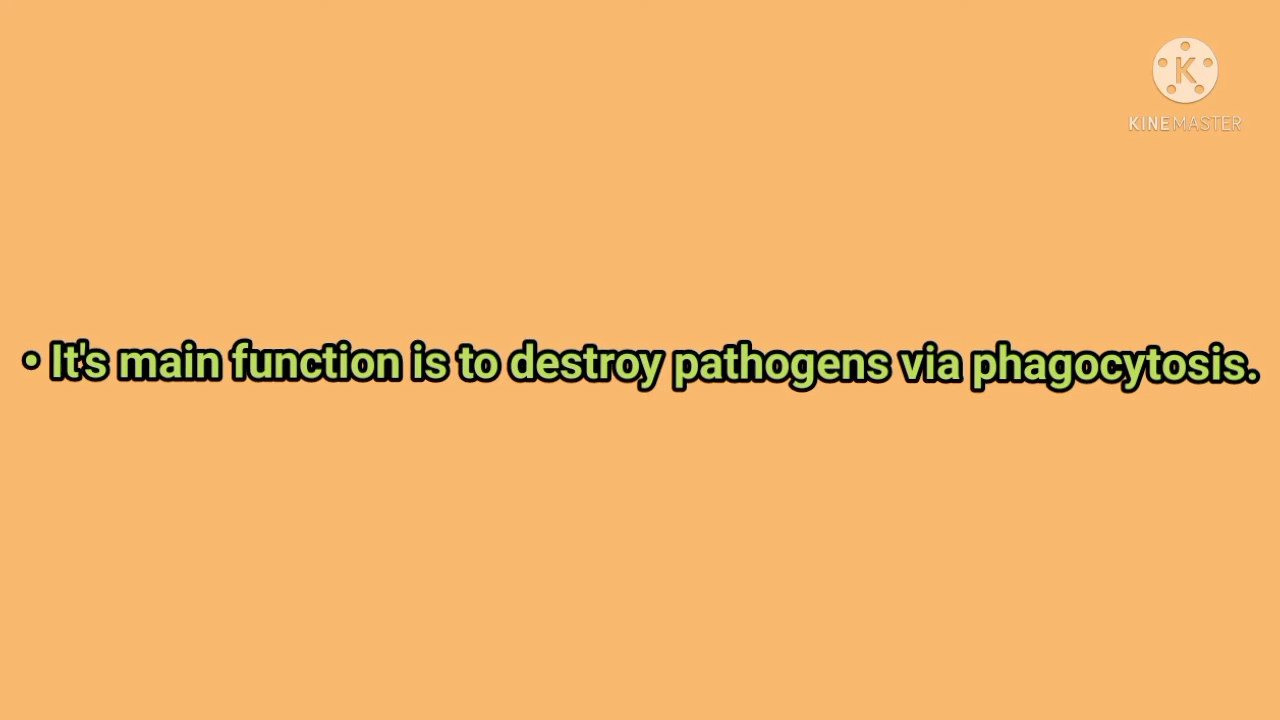 K
KINEMASTER
• It's main function is to destroy pathogens via phagocytosis.